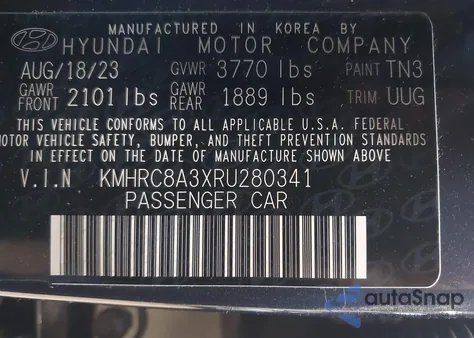 MANUFACTURED IN KOREA BY
HYUNDAI MOTOR COMPANY
AUG/18/23 GVWR 3770 lbs PAINT TN3
GAWR FRONT 2101 lbs GAWR REAR 1889 lbs TRIM UUG
THIS VEHICLE CONFORMS TO ALL APPLICABLE U.S.A. FEDERAL
MOTOR VEHICLE SAFETY, BUMPER, AND THEFT PREVENTION STANDARDS
IN EFFECT ON THE DATE OF MANUFACTURE SHOWN ABOVE.
V.I.N KMHRC8A3XRU280341
PASSENGER CAR
autoSnap